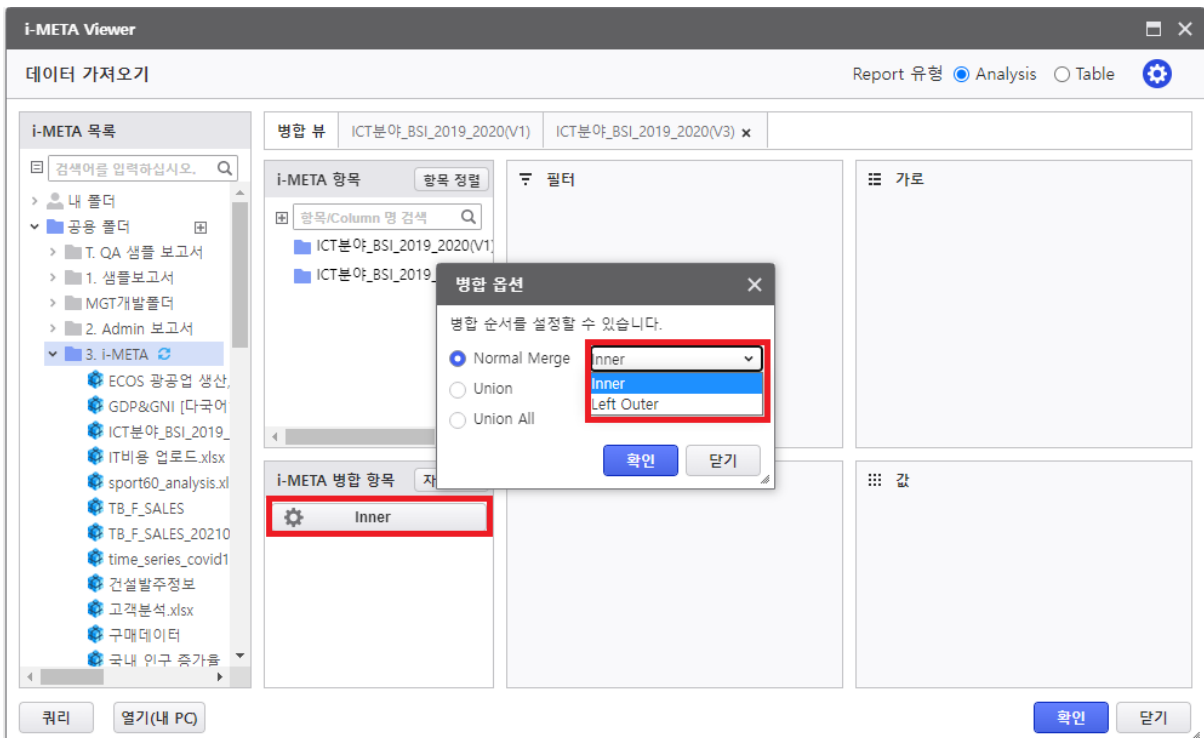 i-META Viewer
데이터 가져오기
Report 유형 Analysis Table
i-META 목록
검색어를 입력하십시오.
내 폴더
공용 폴더
T. QA 샘플 보고서
1. 샘플보고서
MGT개발폴더
2. Admin 보고서
3. i-META
ECOS 광공업 생산,
GDP&GNI [다국어
ICT분야_BSI_2019_
IT비용 업로드.xlsx
sport60_analysis.xl
TB_F_SALES
TB_F_SALES_20210
time_series_covid1
건설발주정보
고객분석.xlsx
구매데이터
국내 인구 증가율
병합 뷰 ICT분야_BSI_2019_2020(V1) ICT분야_BSI_2019_2020(V3)
i-META 항목 항목 정렬
항목/Column 명 검색
ICT분야_BSI_2019_2020(V1)
ICT분야_BSI_2019_
필터
가로
병합 옵션
병합 순서를 설정할 수 있습니다.
Normal Merge Inner
Inner
Left Outer
Union
Union All
확인 닫기
i-META 병합 항목 자
Inner
값
쿼리 열기(내 PC)
확인 닫기